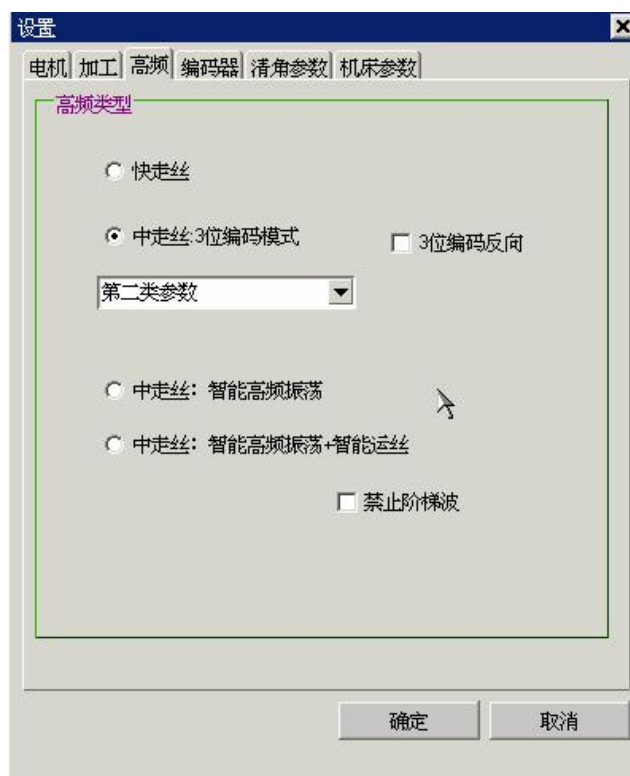 设置
电机 加工 高频 编码器 清角参数 机床参数
高频类型
快走丝
中走丝:3位编码模式 3位编码反向
第二类参数
中走丝：智能高频振荡
中走丝：智能高频振荡+智能运丝
禁止阶梯波
确定 取消